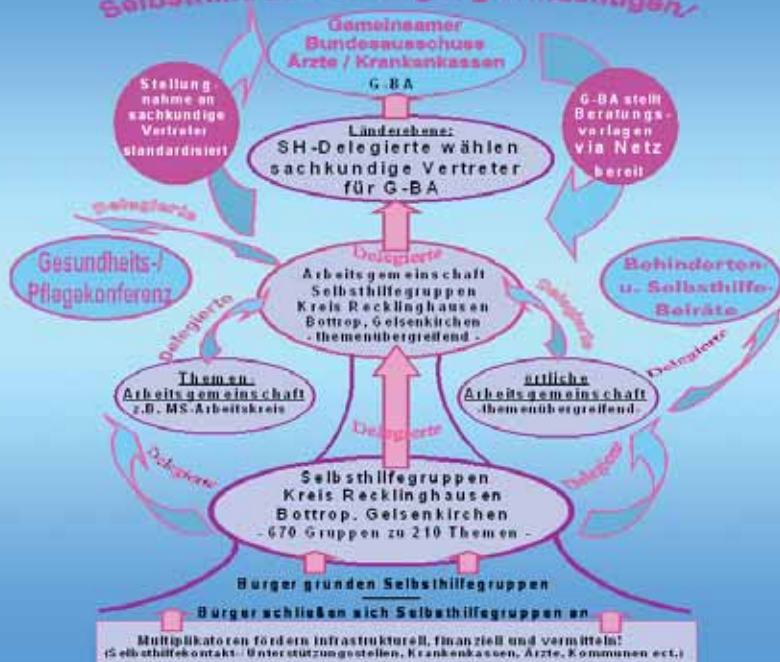 Gemeinsamer
Bundesausschuss
Ärzte / Krankenkassen
G-BA
Stellung-
nahme an
sachkundige
Vertreter
standardisiert
G-BA stellt
Beratungs-
vorlagen
via Netz
bereit
Länderebene:
SH-Delegierte wählen
sachkundige Vertreter
für G-BA
Delegierte
Gesundheits-/
Pflegekonferenz
Delegierte
Arbeitsgemeinschaft
Selbsthilfegruppen
Kreis Recklinghausen
Bottrop, Gelsenkirchen
- themenübergreifend -
Behinderten-
u. Selbsthilfe-
Beiräte
Delegierte
Delegierte
Delegierte
Themen-
Arbeitsgemeinschaft
z.B. MS-Arbeitskreis
örtliche
Arbeitsgemeinschaft
-themenübergreifend-
Delegierte
Delegierte
Delegierte
Selbsthilfegruppen
Kreis Recklinghausen
Bottrop, Gelsenkirchen
- 670 Gruppen zu 210 Themen -
Bürger gründen Selbsthilfegruppen
Bürger schließen sich Selbsthilfegruppen an
Multiplikatoren fördern infrastrukturell, finanziell und vermitteln!
(Selbsthilfekontakt- Unterstützungsstellen, Krankenkassen, Ärzte, Kommunen ect.)